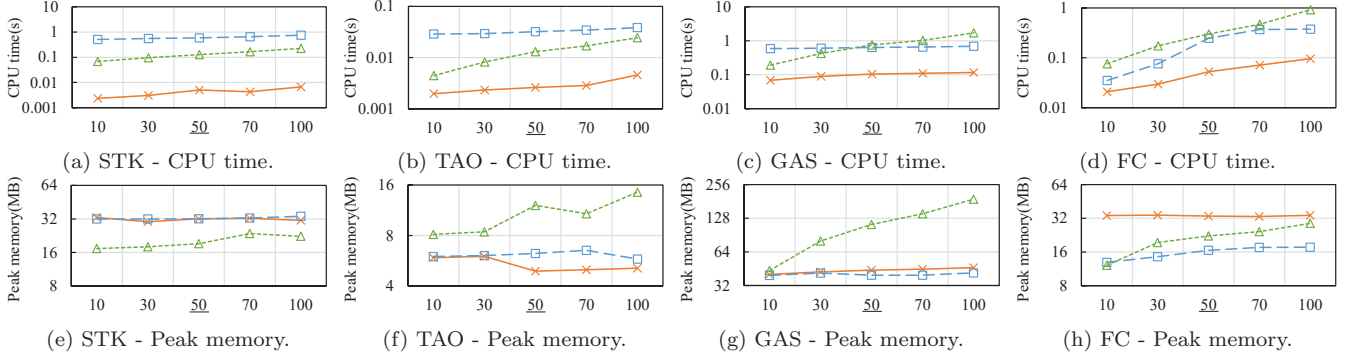 CPU time(s)
10
1
0.1
0.01
0.001
10 30 50 70 100
(a) STK - CPU time.
CPU time(s)
0.1
0.01
0.001
10 30 50 70 100
(b) TAO - CPU time.
CPU time(s)
10
1
0.1
0.01
10 30 50 70 100
(c) GAS - CPU time.
CPU time(s)
1
0.1
0.01
10 30 50 70 100
(d) FC - CPU time.
Peak memory(MB)
64
32
16
8
10 30 50 70 100
(e) STK - Peak memory.
Peak memory(MB)
16
8
4
10 30 50 70 100
(f) TAO - Peak memory.
Peak memory(MB)
256
128
64
32
10 30 50 70 100
(g) GAS - Peak memory.
Peak memory(MB)
64
32
16
8
10 30 50 70 100
(h) FC - Peak memory.